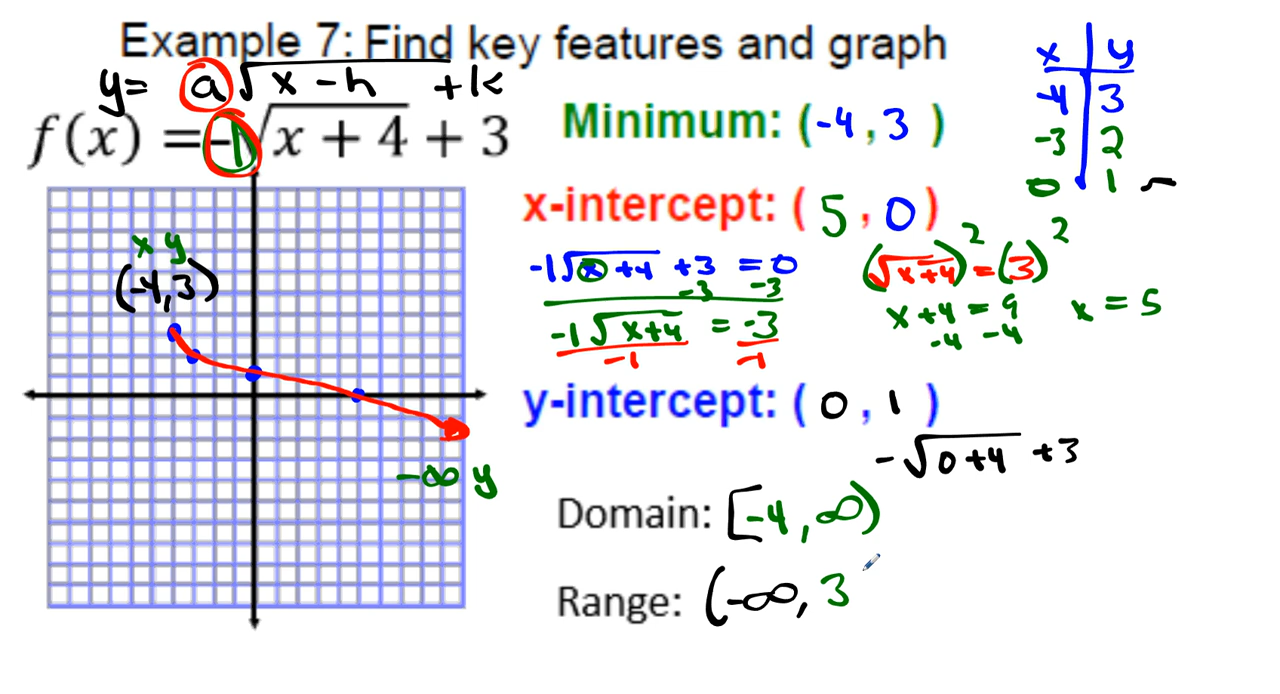 Example 7: Find key features and graph
y = a√x - h + k
f(x) = -1√x + 4 + 3
Minimum: (-4, 3)
x | y
-4 | 3
-3 | 2
0 | 1
x-intercept: (5, 0)
-1√x + 4 + 3 = 0
-3 -3
-1√x+4 = -3
-1 -1
(√x+4)² = (3)²
x + 4 = 9
-4 -4
x = 5
x y
(-4, 3)
-∞ y
y-intercept: (0, 1)
-√0+4 + 3
Domain: [-4, ∞)
Range: (-∞, 3